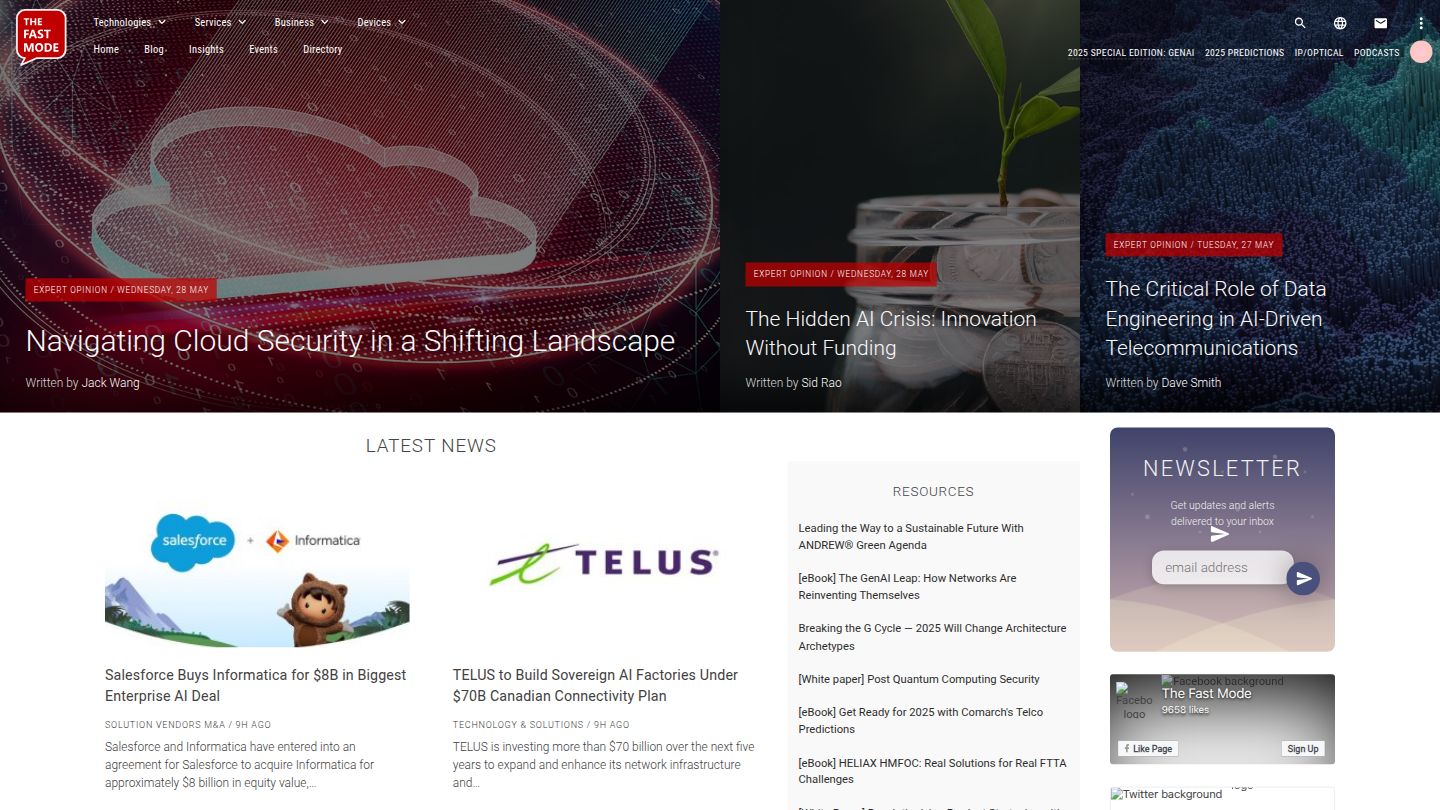 THE
FAST
MODE
Technologies
Services
Business
Devices
Home
Blog
Insights
Events
Directory
2025 SPECIAL EDITION: GENAI
2025 PREDICTIONS
IP/OPTICAL
PODCASTS
EXPERT OPINION / WEDNESDAY, 28 MAY
Navigating Cloud Security in a Shifting Landscape
Written by Jack Wang
EXPERT OPINION / WEDNESDAY, 28 MAY
The Hidden AI Crisis: Innovation
Without Funding
Written by Sid Rao
EXPERT OPINION / TUESDAY, 27 MAY
The Critical Role of Data
Engineering in AI-Driven
Telecommunications
Written by Dave Smith
LATEST NEWS
salesforce + Informatica
Salesforce Buys Informatica for $8B in Biggest
Enterprise AI Deal
SOLUTION VENDORS M&A / 9H AGO
Salesforce and Informatica have entered into an
agreement for Salesforce to acquire Informatica for
approximately $8 billion in equity value,...
TELUS®
TELUS to Build Sovereign AI Factories Under
$70B Canadian Connectivity Plan
TECHNOLOGY & SOLUTIONS / 9H AGO
TELUS is investing more than $70 billion over the next five
years to expand and enhance its network infrastructure
and...
RESOURCES
Leading the Way to a Sustainable Future With
ANDREW® Green Agenda
[eBook] The GenAI Leap: How Networks Are
Reinventing Themselves
Breaking the G Cycle — 2025 Will Change Architecture
Archetypes
[White paper] Post Quantum Computing Security
[eBook] Get Ready for 2025 with Comarch's Telco
Predictions
[eBook] HELIAX HMFOC: Real Solutions for Real FTTA
Challenges
NEWSLETTER
Get updates and alerts
delivered to your inbox
email address
Facebook background
Facebo
logo
The Fast Mode
9658 likes
f Like Page
Sign Up
Twitter background
logo